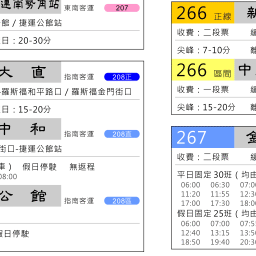 運南勢角站 東南客運 207
館 / 捷運公館站
日：20-30分
大 直 指南客運 208正
羅斯福和平路口 / 羅斯福金門街口
日：15-20分
中 和 指南客運 208直
街口-捷運公館站
車） 假日停駛 無返程
08:00
公 館 指南客運 208區
假日停駛
266 正線
收費：二段票
尖峰：7-10分
266 區間 中
收費：一段票
尖峰：15-20分
267
收費：二段票
平日固定30班（均由
06:00 06:30 07:0
11:20 11:55 12:3
17:00 17:30 18:0
假日固定25班（均由
06:00 07:00 07:5
12:40 13:15 13:5
18:50 19:40 20:3